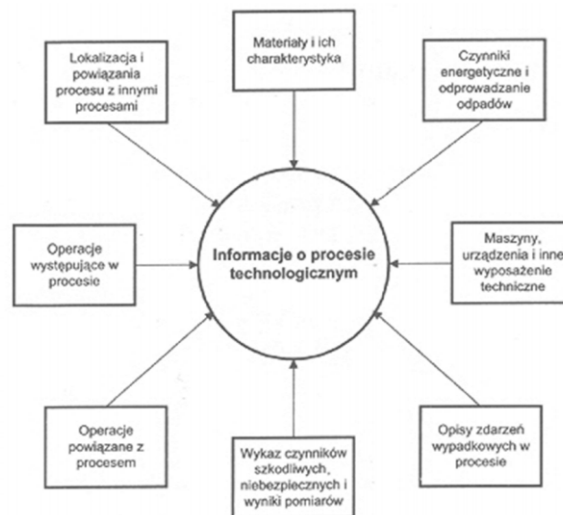 Materiały i ich
charakterystyka
Lokalizacja i
powiązania
procesu z innymi
procesami
Czynniki
energetyczne i
odprowadzanie
odpadów
Operacje
występujące w
procesie
Informacje o procesie
technologicznym
Maszyny,
urządzenia i inne
wyposażenie
techniczne
Operacje
powiązane z
procesem
Wykaz czynników
szkodliwych,
niebezpiecznych i
wyniki pomiarów
Opisy zdarzeń
wypadkowych w
procesie